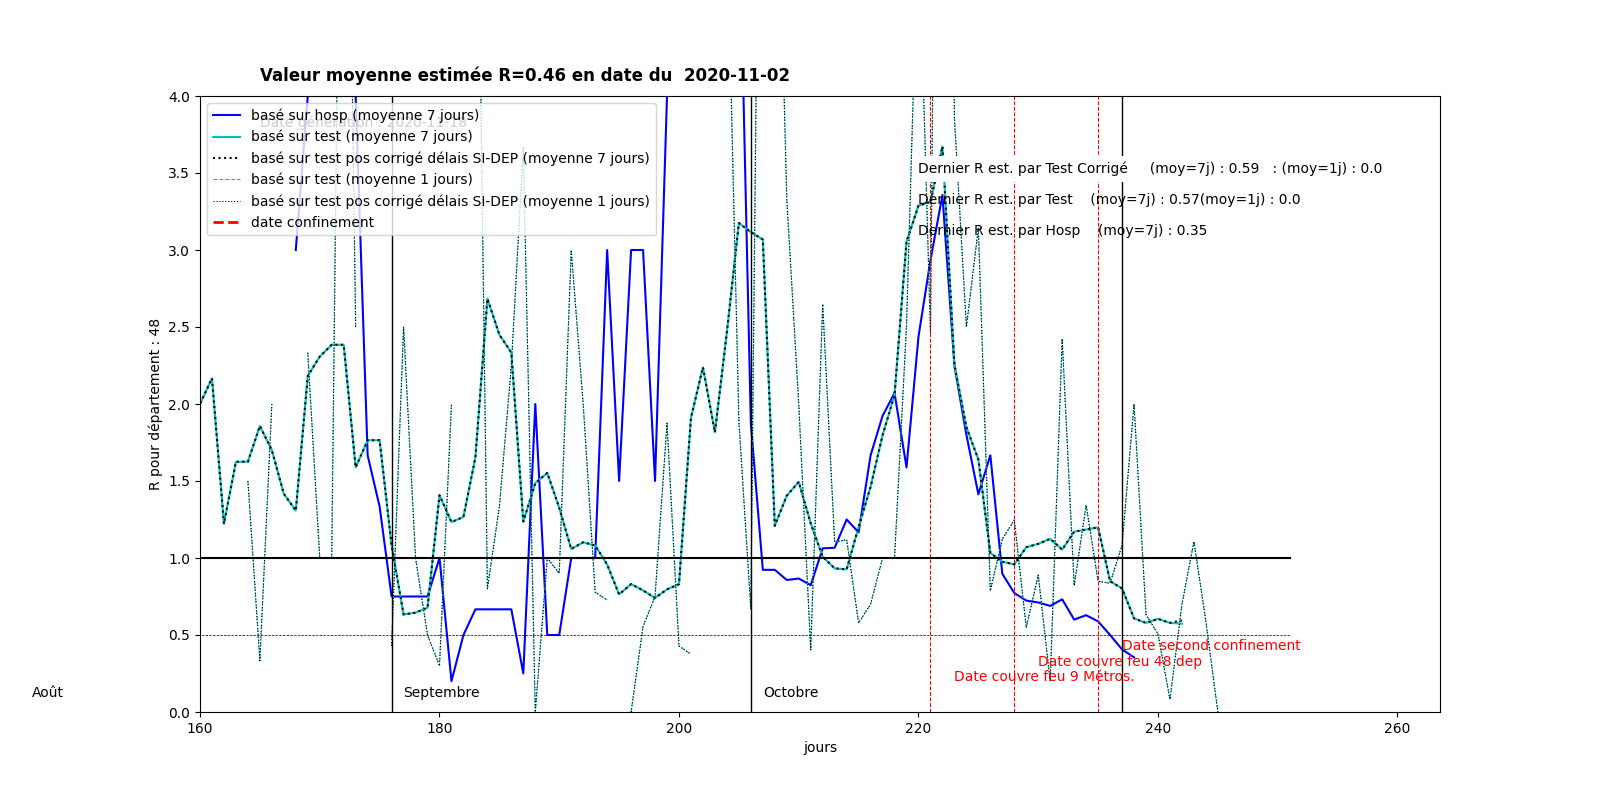 Valeur moyenne estimée R=0.46 en date du  2020-11-02
Date génération : 2020-11-18
basé sur hosp (moyenne 7 jours)
basé sur test (moyenne 7 jours)
basé sur test pos corrigé délais SI-DEP (moyenne 7 jours)
basé sur test (moyenne 1 jours)
basé sur test pos corrigé délais SI-DEP (moyenne 1 jours)
date confinement
Dernier R est. par Test Corrigé     (moy=7j) : 0.59   : (moy=1j) : 0.0
Dernier R est. par Test    (moy=7j) : 0.57(moy=1j) : 0.0
Dernier R est. par Hosp    (moy=7j) : 0.35
4.0
3.5
3.0
2.5
2.0
1.5
1.0
0.5
0.0
R pour département : 48
Date second confinement
Date couvre feu 48 dep
Date couvre feu 9 Métros.
Août
Septembre
Octobre
160
180
200
220
240
260
jours